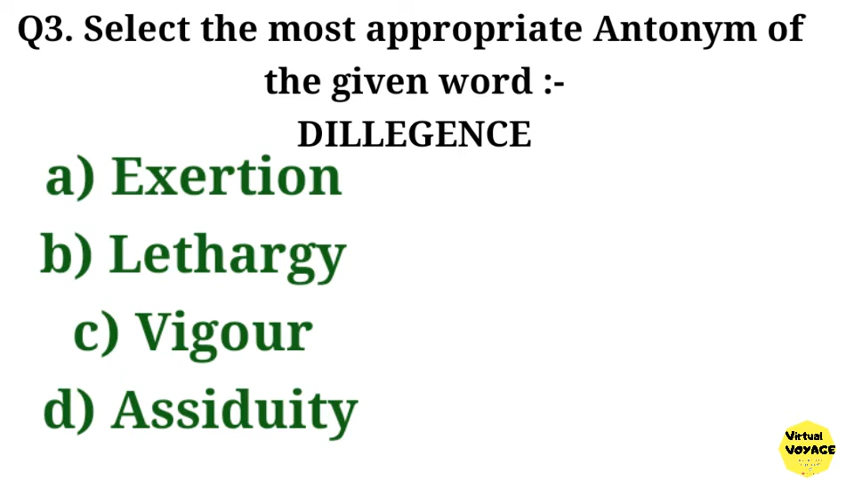 Q3. Select the most appropriate Antonym of
the given word :-
DILLEGENCE
a) Exertion
b) Lethargy
c) Vigour
d) Assiduity
Virtual
VOYAGE